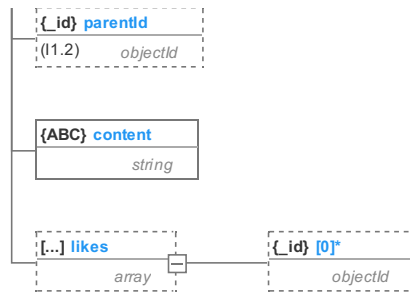 {_id} parentId
(I1.2) objectId
{ABC} content
string
[...] likes
array
{_id} [0]*
objectId